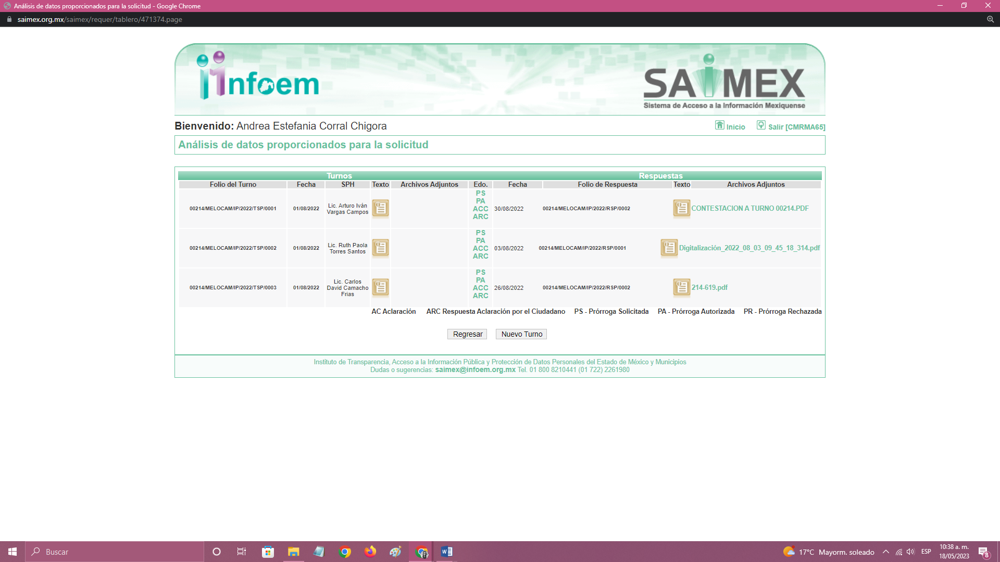 Análisis de datos proporcionados para la solicitud - Google Chrome
saimex.org.mx/saimex/requer/tablero/471374.page
infoem
SAIMEX
Sistema de Acceso a la Información Mexiquense
Bienvenido: Andrea Estefania Corral Chigora
Inicio Salir [CMRMA65]
Análisis de datos proporcionados para la solicitud
Turnos Respuestas
Folio del Turno Fecha SPH Texto Archivos Adjuntos Edo. Fecha Folio de Respuesta Texto Archivos Adjuntos
00214/MELOCAM/IP/2022/TSP/0001 01/08/2022 Lic. Arturo Iván Vargas Campos PS PA ACC ARC 30/08/2022 00214/MELOCAM/IP/2022/RSP/0002 CONTESTACION A TURNO 00214.PDF
00214/MELOCAM/IP/2022/TSP/0002 01/08/2022 Lic. Ruth Paola Torres Santos PS PA ACC ARC 03/08/2022 00214/MELOCAM/IP/2022/RSP/0001 Digitalización_2022_08_03_09_45_18_314.pdf
00214/MELOCAM/IP/2022/TSP/0003 01/08/2022 Lic. Carlos David Camacho Frias PS PA ACC ARC 26/08/2022 00214/MELOCAM/IP/2022/RSP/0002 214-619.pdf
AC Aclaración ARC Respuesta Aclaración por el Ciudadano PS - Prórroga Solicitada PA - Prórroga Autorizada PR - Prórroga Rechazada
Regresar Nuevo Turno
Instituto de Transparencia, Acceso a la Información Pública y Protección de Datos Personales del Estado de México y Municipios
Dudas o sugerencias: saimex@infoem.org.mx Tel. 01 800 8210441 (01 722) 2261980
Buscar
17°C Mayorm. soleado
ESP
10:38 a. m.
18/05/2023
8